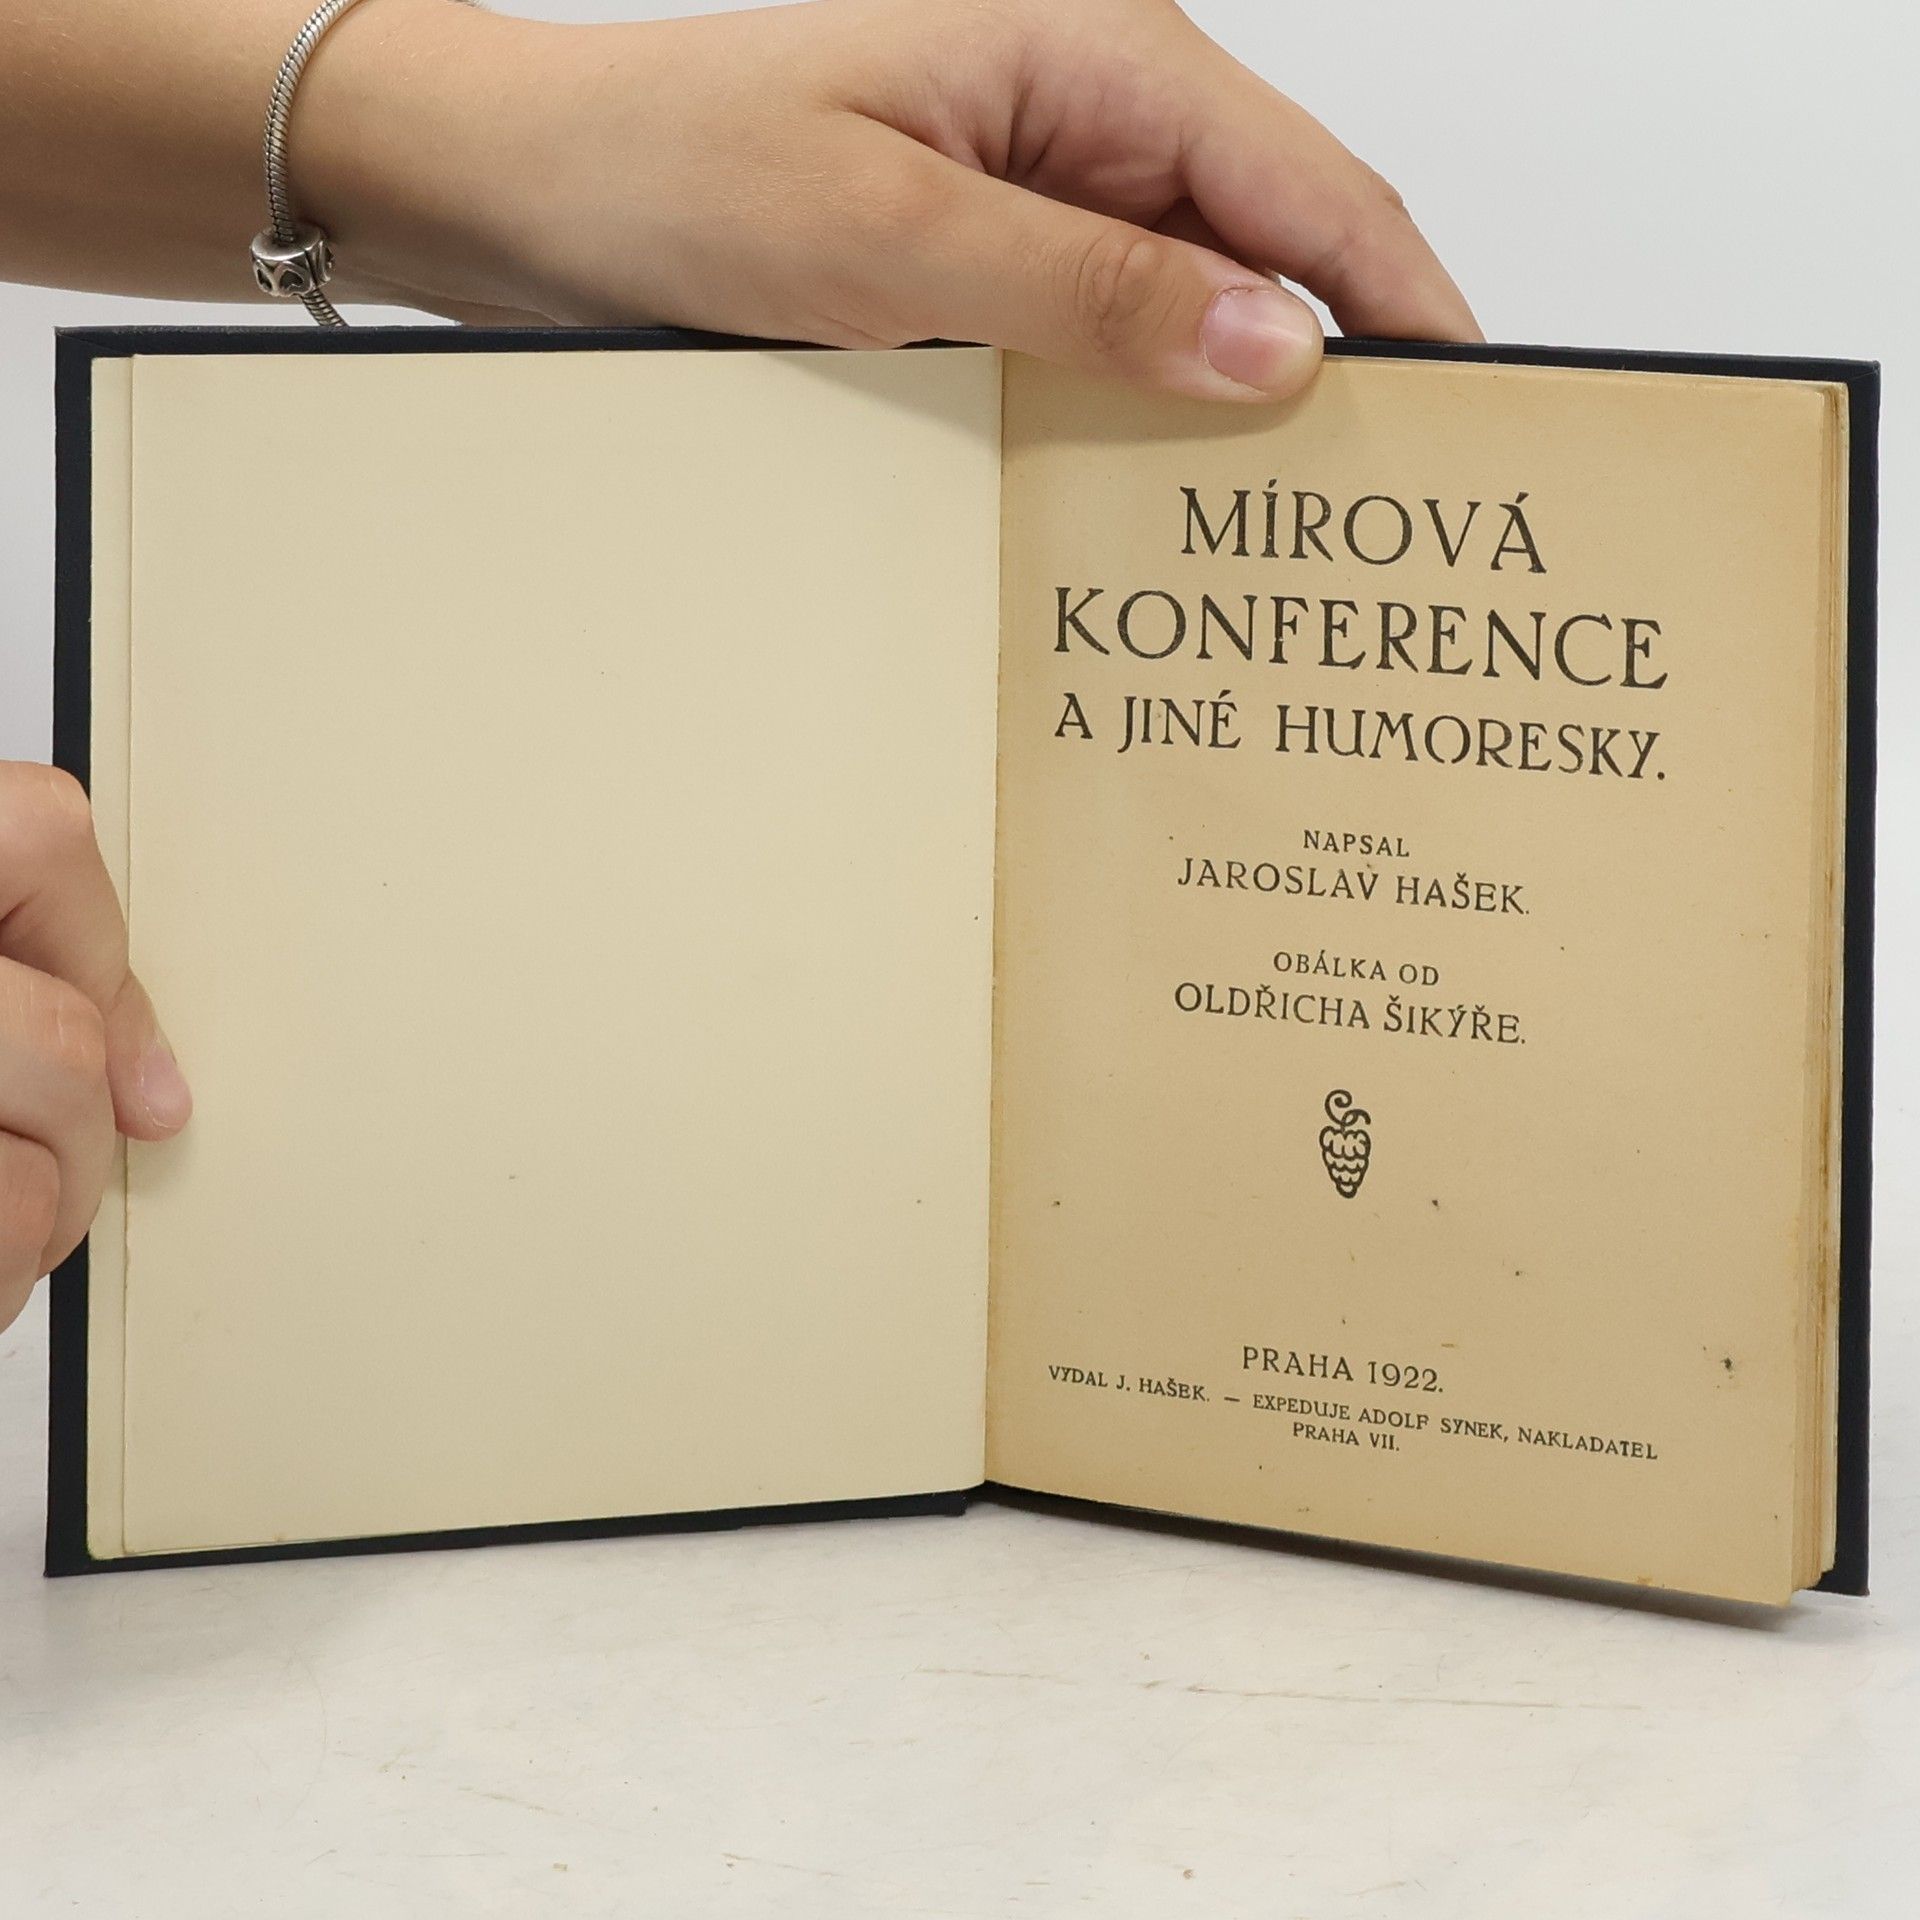 MÍROVÁ
KONFERENCE
A JINÉ HUMORESKY.
NAPSAL
JAROSLAV HAŠEK.
OBÁLKA OD
OLDŘICHA ŠIKÝŘE.
PRAHA 1922.
VYDAL J. HAŠEK. — EXPEDUJE ADOLF SYNEK, NAKLADATEL
PRAHA VII.